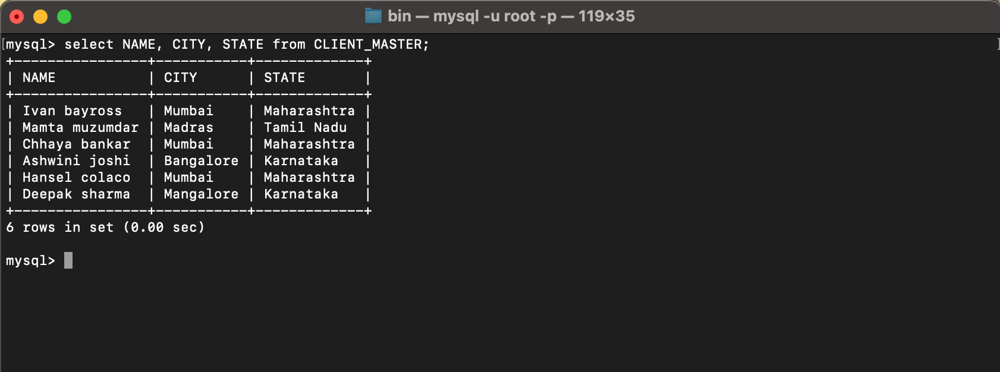 bin — mysql -u root -p — 119×35
[mysql> select NAME, CITY, STATE from CLIENT_MASTER; ]
+----------------+-----------+-------------+
| NAME           | CITY      | STATE       |
+----------------+-----------+-------------+
| Ivan bayross   | Mumbai    | Maharashtra |
| Mamta muzumdar | Madras    | Tamil Nadu  |
| Chhaya bankar  | Mumbai    | Maharashtra |
| Ashwini joshi  | Bangalore | Karnataka   |
| Hansel colaco  | Mumbai    | Maharashtra |
| Deepak sharma  | Mangalore | Karnataka   |
+----------------+-----------+-------------+
6 rows in set (0.00 sec)
mysql>